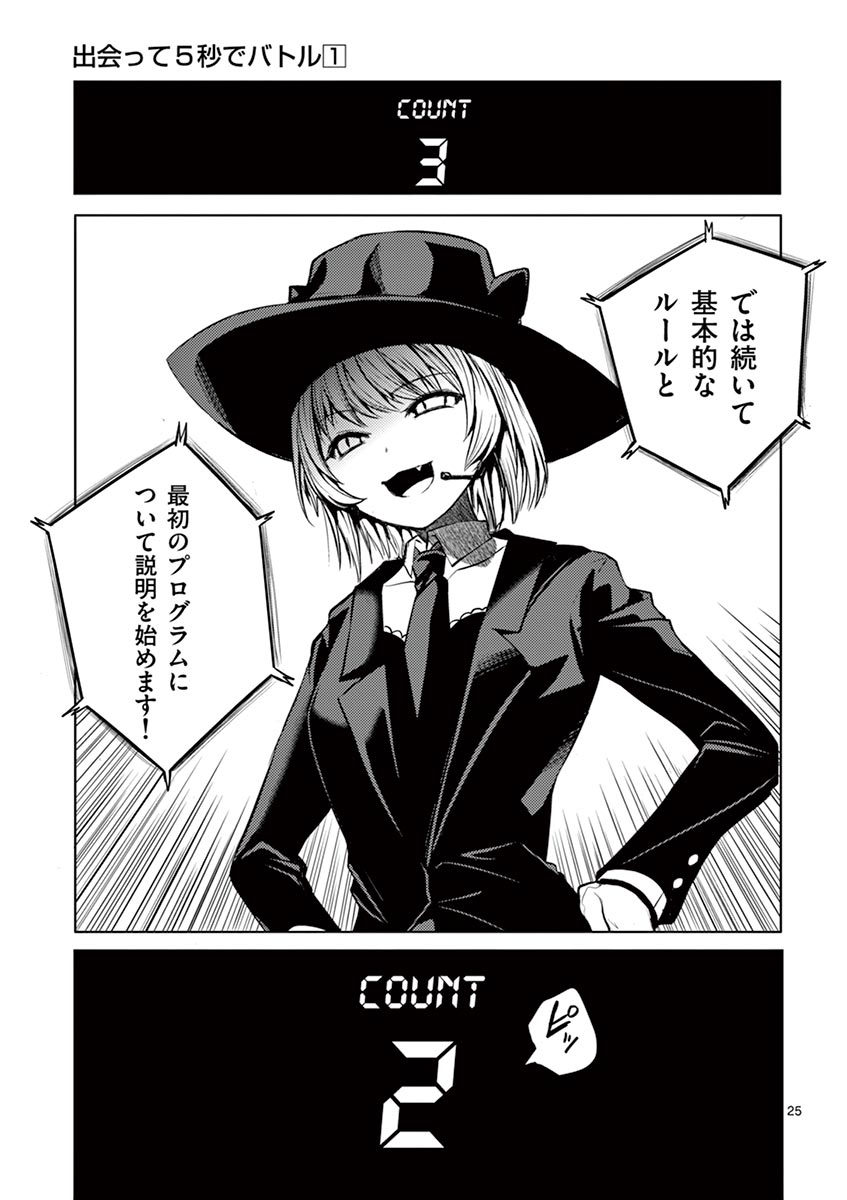 出会って5秒でバトル1
COUNT
3
では続いて
基本的な
ルールと
最初のプログラムに
ついて説明を始めます!
COUNT
2
ピッ
25